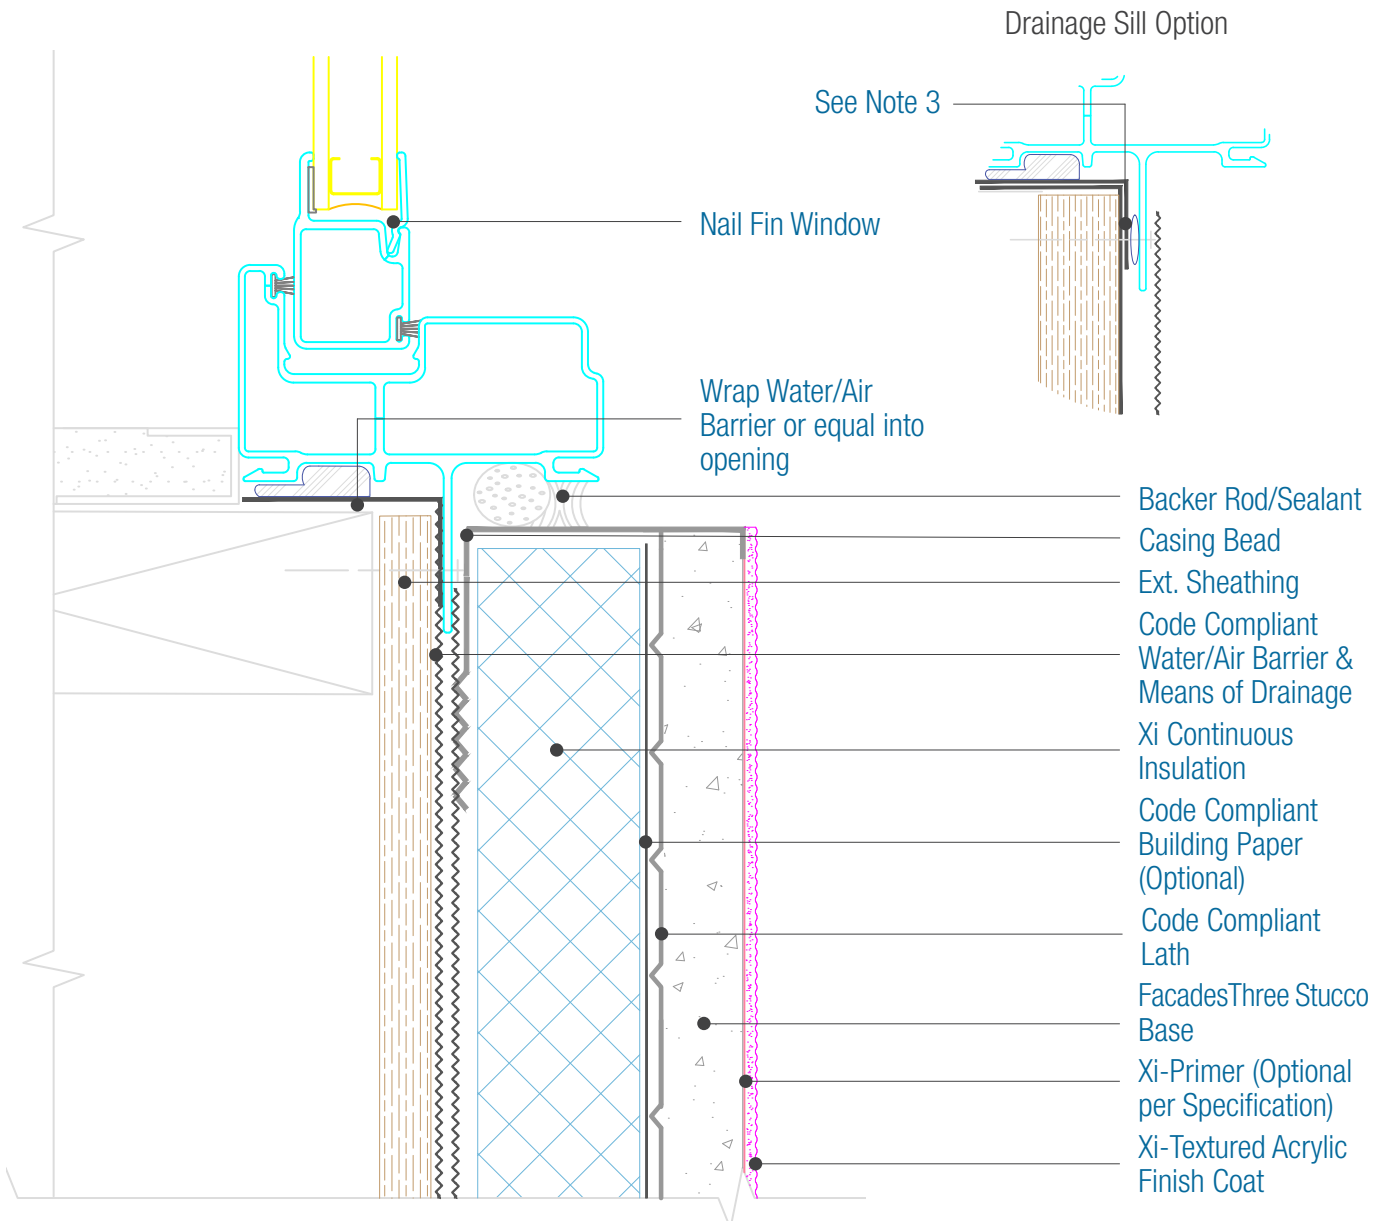 Drainage Sill Option
See Note 3
Nail Fin Window
Wrap Water/Air
Barrier or equal into
opening
Backer Rod/Sealant
Casing Bead
Ext. Sheathing
Code Compliant
Water/Air Barrier &
Means of Drainage
Xi Continuous
Insulation
Code Compliant
Building Paper
(Optional)
Code Compliant
Lath
FacadesThree Stucco
Base
Xi-Primer (Optional
per Specification)
Xi-Textured Acrylic
Finish Coat